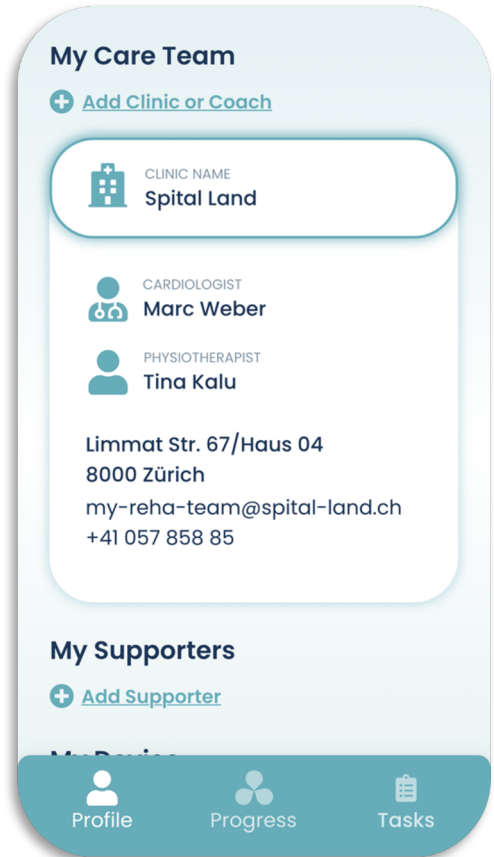 My Care Team
Add Clinic or Coach
CLINIC NAME
Spital Land
CARDIOLOGIST
Marc Weber
PHYSIOTHERAPIST
Tina Kalu
Limmat Str. 67/Haus 04
8000 Zürich
my-reha-team@spital-land.ch
+41 057 858 85
My Supporters
Add Supporter
My Device
Profile
Progress
Tasks